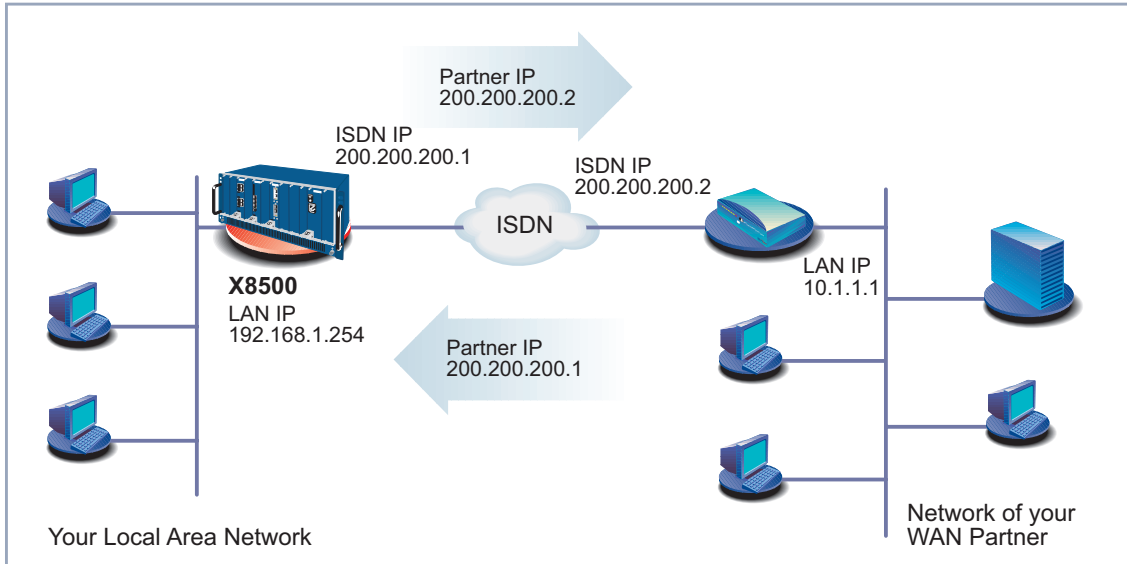 Partner IP
200.200.200.2
ISDN IP
200.200.200.1
ISDN IP
200.200.200.2
ISDN
X8500
LAN IP
192.168.1.254
LAN IP
10.1.1.1
Partner IP
200.200.200.1
Your Local Area Network
Network of your
WAN Partner